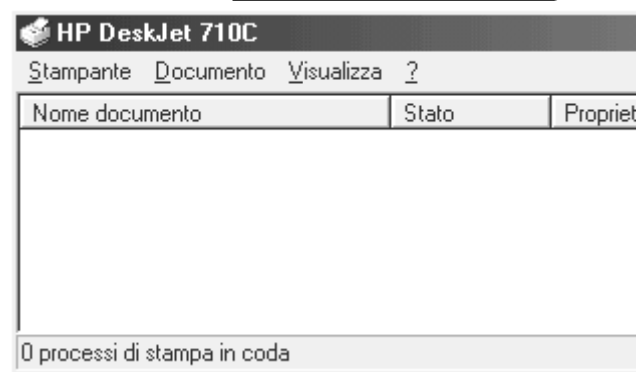 HP DeskJet 710C
Stampante Documento Visualizza ?
Nome documento Stato Propriet
0 processi di stampa in coda